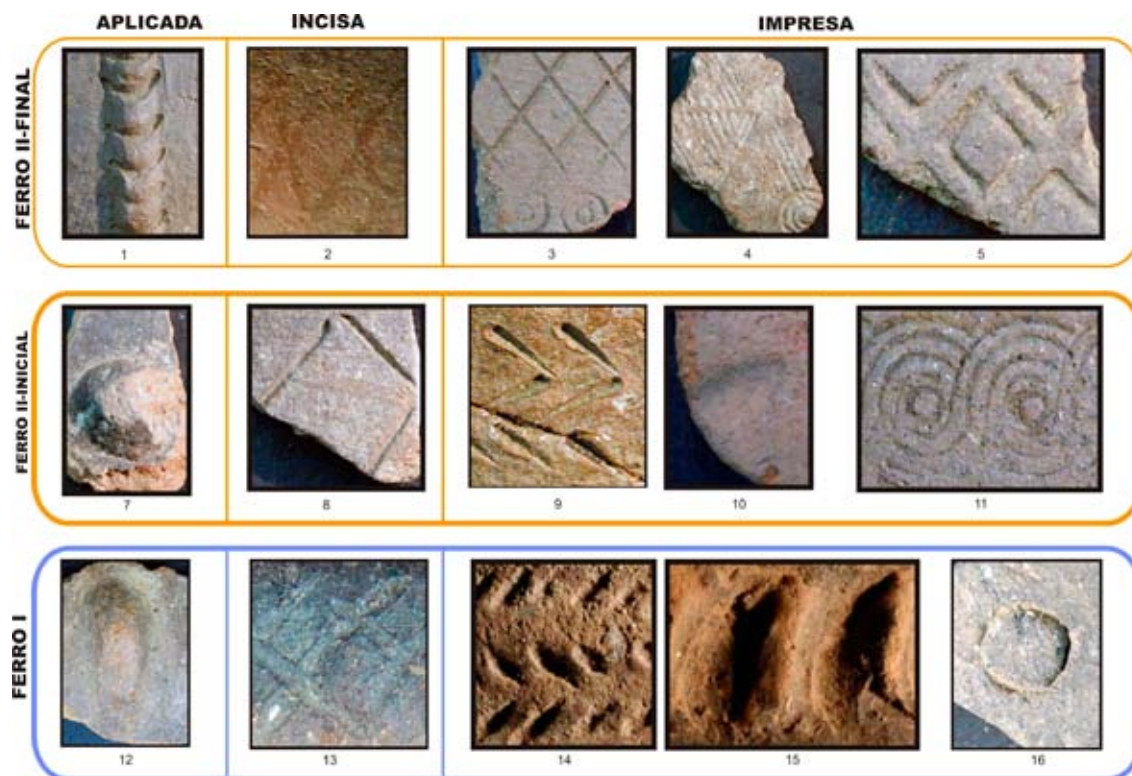 APLICADA INCISA IMPRESA
FERRO II-FINAL
1 2 3 4 5
FERRO II-INICIAL
7 8 9 10 11
FERRO I
12 13 14 15 16